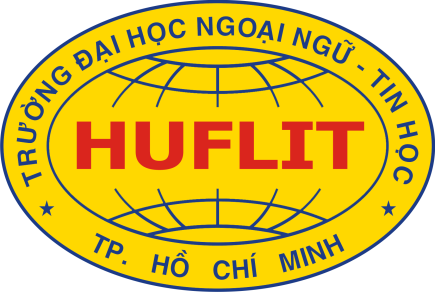 TRƯỜNG ĐẠI HỌC NGOẠI NGỮ - TIN HỌC
HUFLIT
TP. HỒ CHÍ MINH